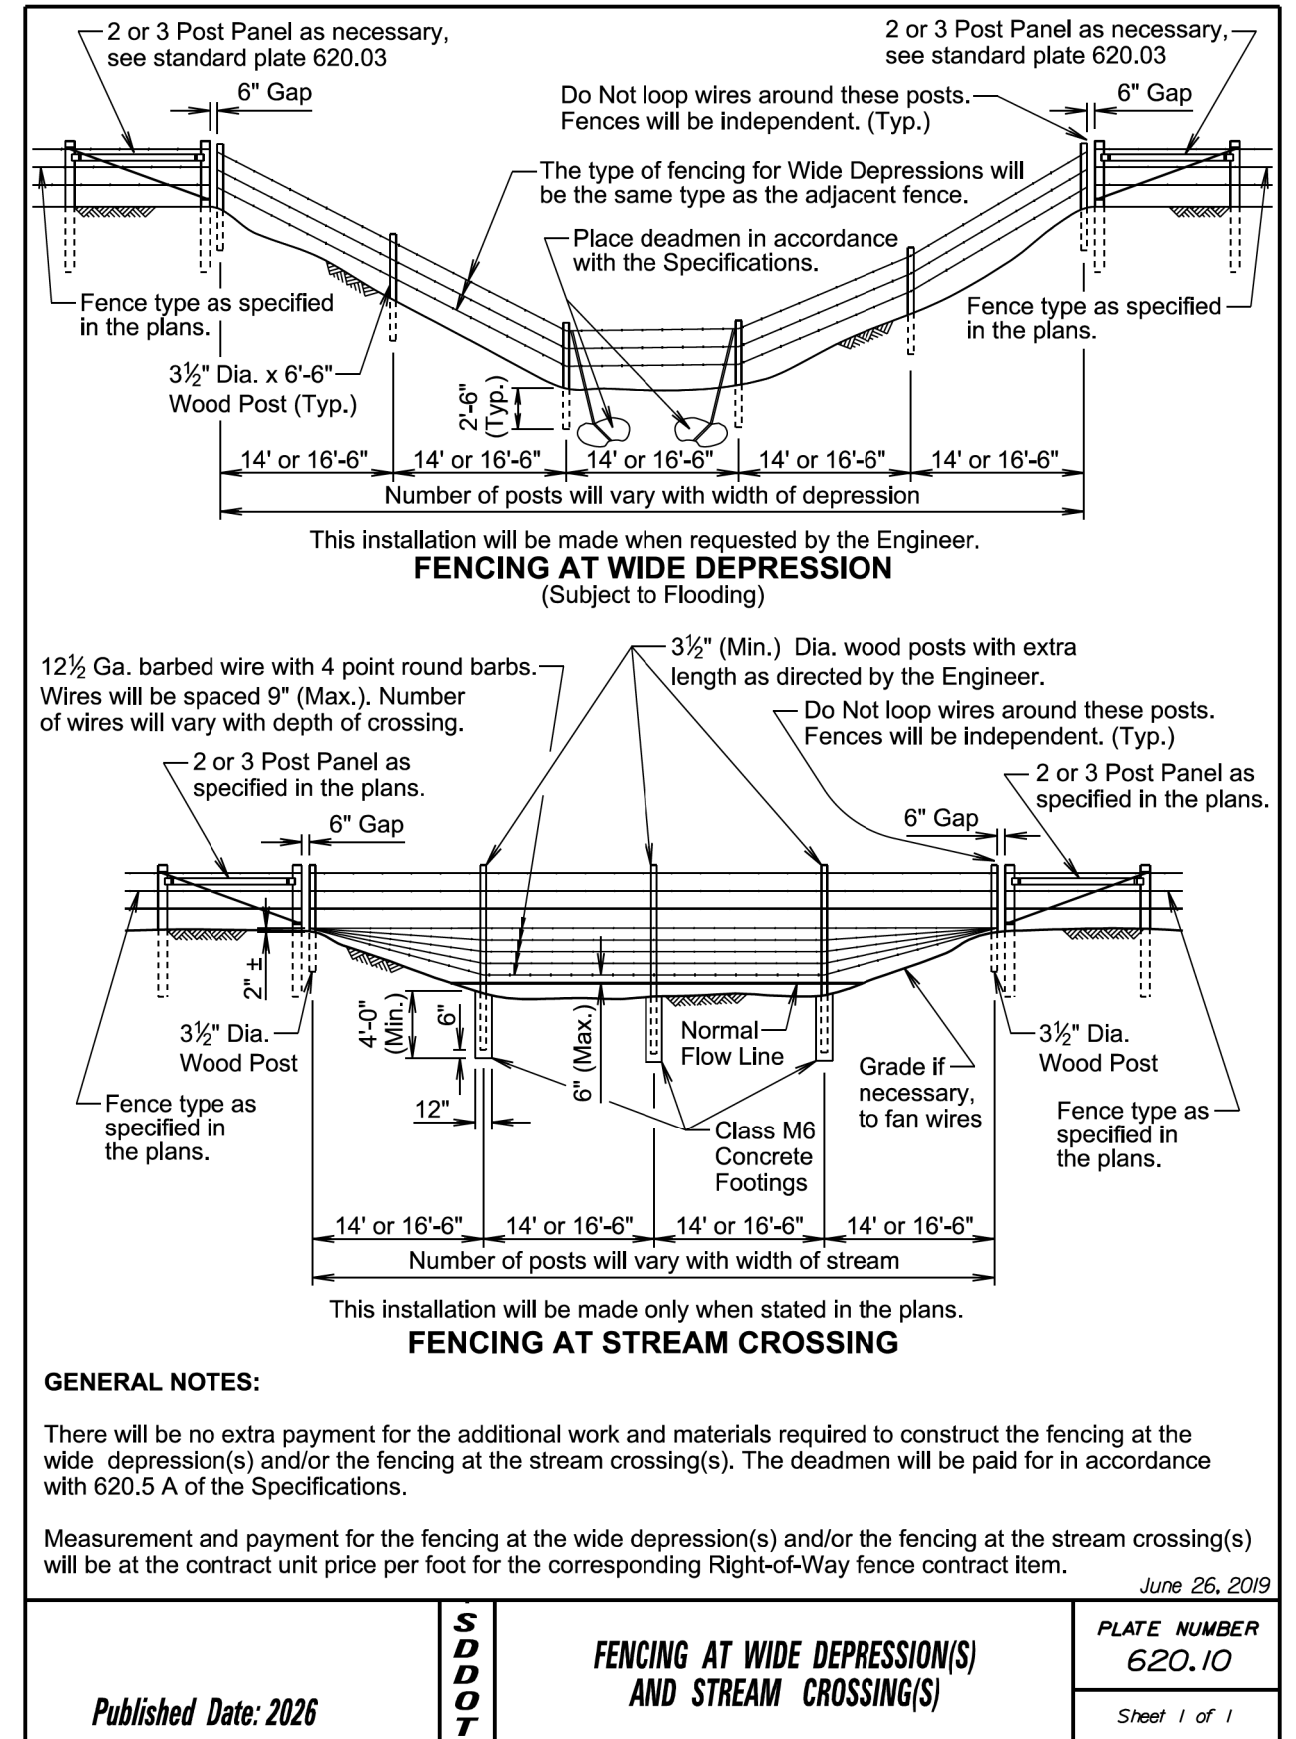 2 or 3 Post Panel as necessary,
see standard plate 620.03
2 or 3 Post Panel as necessary,
see standard plate 620.03
6" Gap
Do Not loop wires around these posts.
Fences will be independent. (Typ.)
6" Gap
The type of fencing for Wide Depressions will
be the same type as the adjacent fence.
Place deadmen in accordance
with the Specifications.
Fence type as specified
in the plans.
Fence type as specified
in the plans.
3½" Dia. x 6'-6"
Wood Post (Typ.)
2'-6"
(Typ.)
14' or 16'-6"
14' or 16'-6"
14' or 16'-6"
14' or 16'-6"
14' or 16'-6"
Number of posts will vary with width of depression
This installation will be made when requested by the Engineer.
FENCING AT WIDE DEPRESSION
(Subject to Flooding)
12½ Ga. barbed wire with 4 point round barbs.
Wires will be spaced 9" (Max.). Number
of wires will vary with depth of crossing.
3½" (Min.) Dia. wood posts with extra
length as directed by the Engineer.
Do Not loop wires around these posts.
Fences will be independent. (Typ.)
2 or 3 Post Panel as
specified in the plans.
2 or 3 Post Panel as
specified in the plans.
6" Gap
6" Gap
2" ±
4'-0"
(Min.)
6"
6" (Max.)
3½" Dia.
Wood Post
Normal
Flow Line
3½" Dia.
Wood Post
Grade if
necessary,
to fan wires
12"
Fence type as
specified in
the plans.
Class M6
Concrete
Footings
Fence type as
specified in
the plans.
14' or 16'-6"
14' or 16'-6"
14' or 16'-6"
14' or 16'-6"
Number of posts will vary with width of stream
This installation will be made only when stated in the plans.
FENCING AT STREAM CROSSING
GENERAL NOTES:
There will be no extra payment for the additional work and materials required to construct the fencing at the
wide depression(s) and/or the fencing at the stream crossing(s). The deadmen will be paid for in accordance
with 620.5 A of the Specifications.
Measurement and payment for the fencing at the wide depression(s) and/or the fencing at the stream crossing(s)
will be at the contract unit price per foot for the corresponding Right-of-Way fence contract item.
June 26, 2019
Published Date: 2026
S
D
D
O
T
FENCING AT WIDE DEPRESSION(S)
AND STREAM CROSSING(S)
PLATE NUMBER
620.10
Sheet 1 of 1